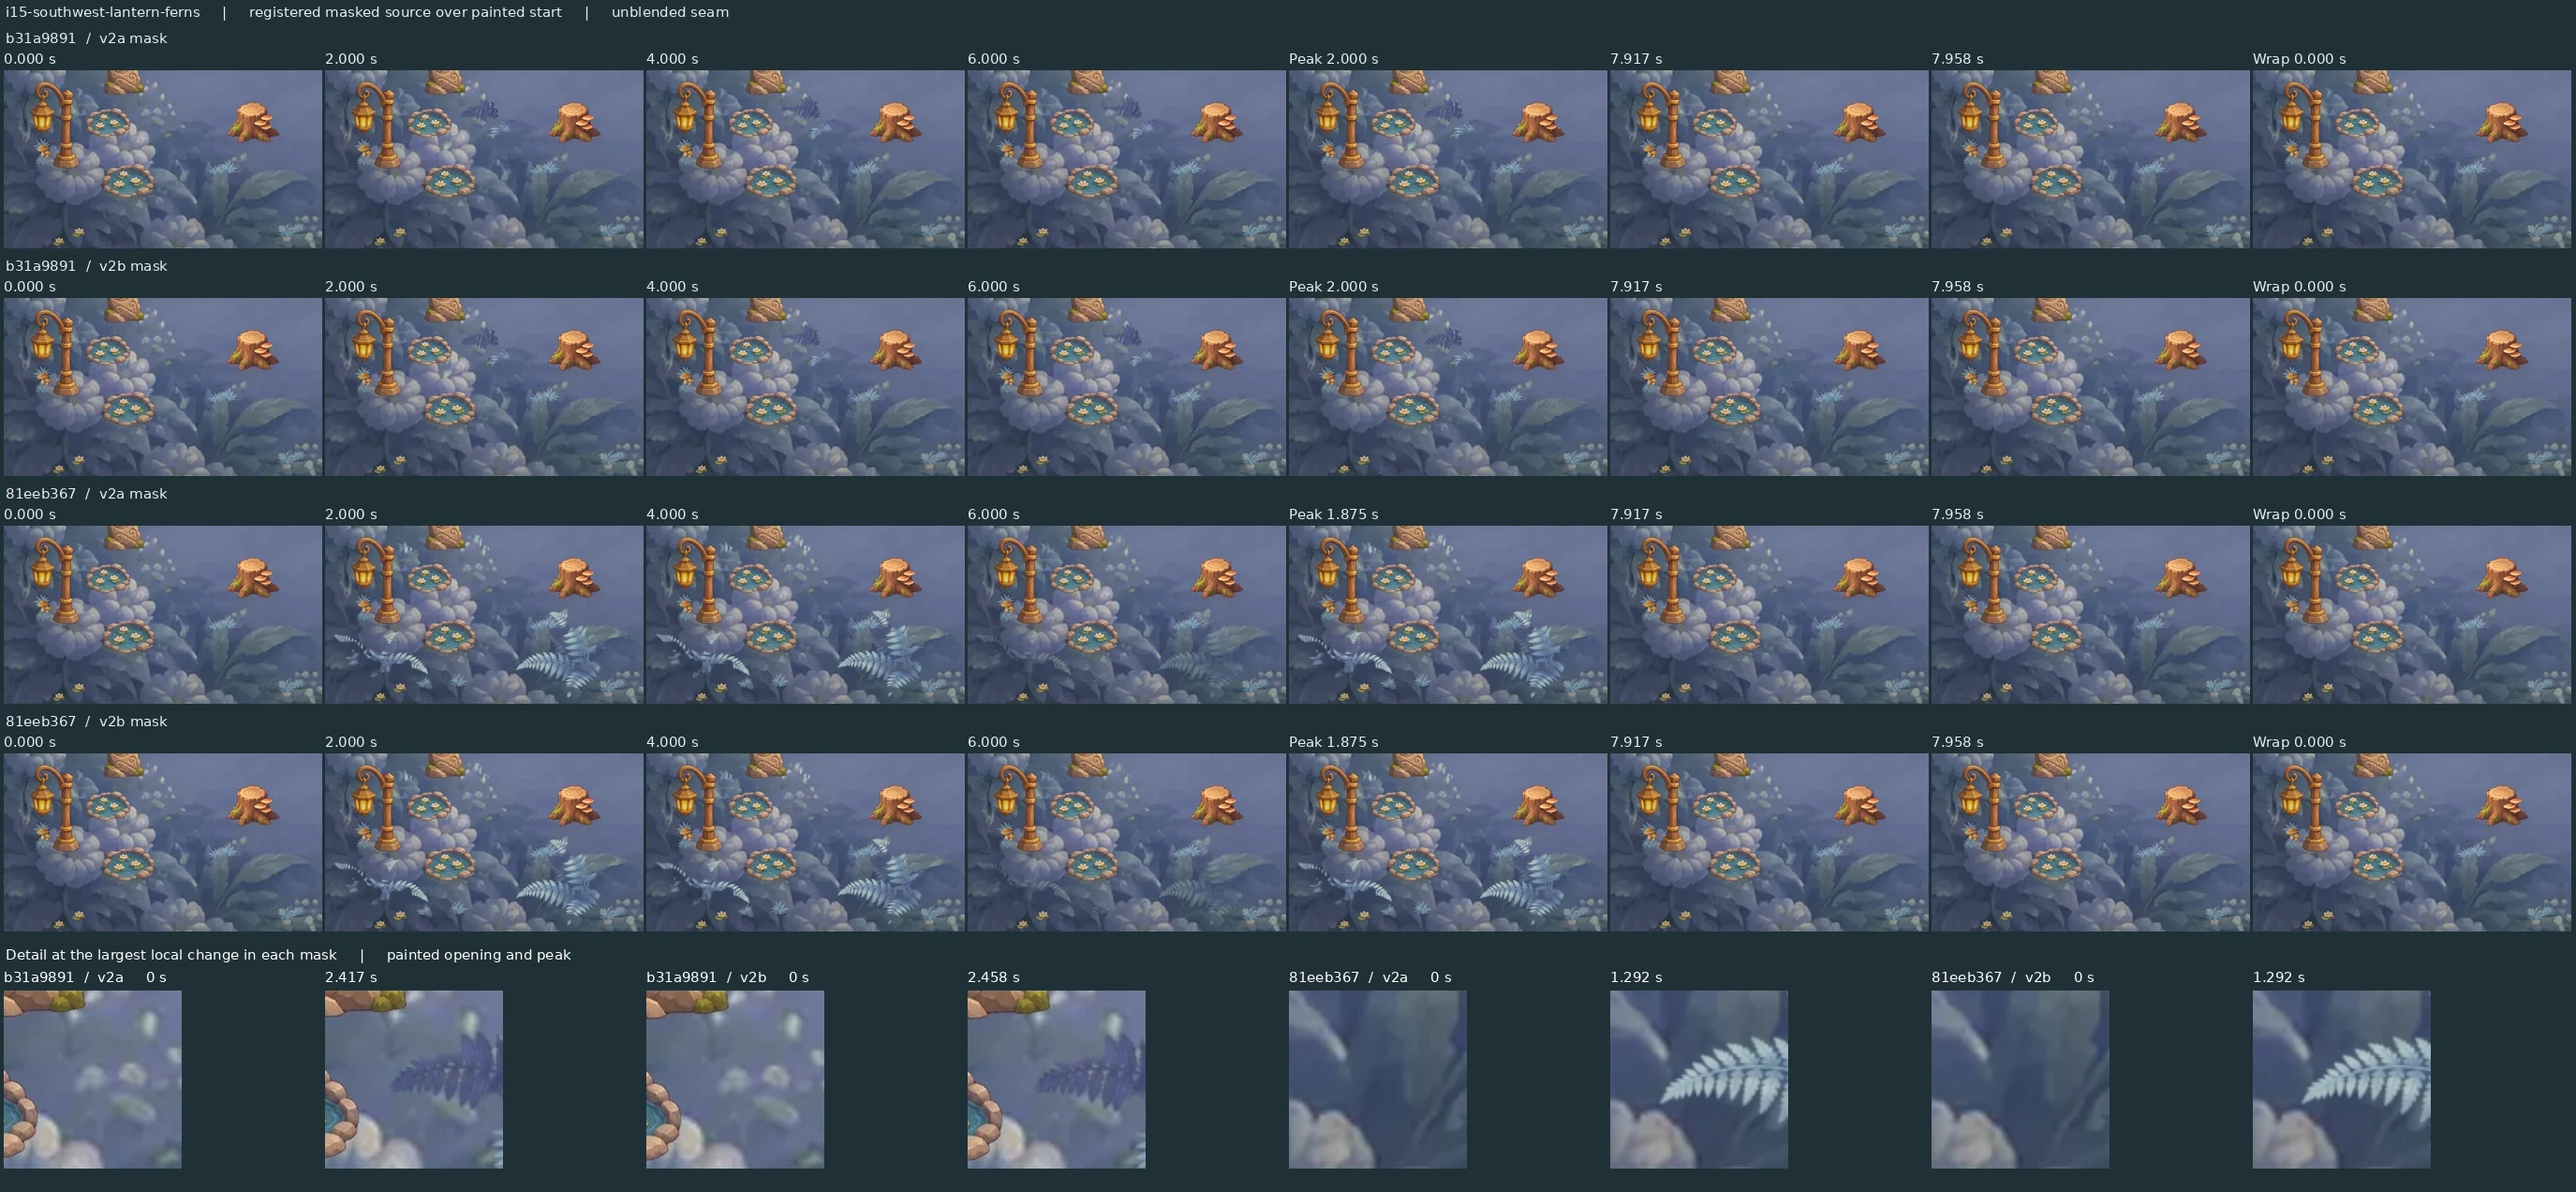 i15-southwest-lantern-ferns | registered masked source over painted start | unblended seam
b31a9891 / v2a mask
0.000 s 2.000 s 4.000 s 6.000 s Peak 2.000 s 7.917 s 7.958 s Wrap 0.000 s
b31a9891 / v2b mask
0.000 s 2.000 s 4.000 s 6.000 s Peak 2.000 s 7.917 s 7.958 s Wrap 0.000 s
81eeb367 / v2a mask
0.000 s 2.000 s 4.000 s 6.000 s Peak 1.875 s 7.917 s 7.958 s Wrap 0.000 s
81eeb367 / v2b mask
0.000 s 2.000 s 4.000 s 6.000 s Peak 1.875 s 7.917 s 7.958 s Wrap 0.000 s
Detail at the largest local change in each mask | painted opening and peak
b31a9891 / v2a 0 s 2.417 s b31a9891 / v2b 0 s 2.458 s 81eeb367 / v2a 0 s 1.292 s 81eeb367 / v2b 0 s 1.292 s